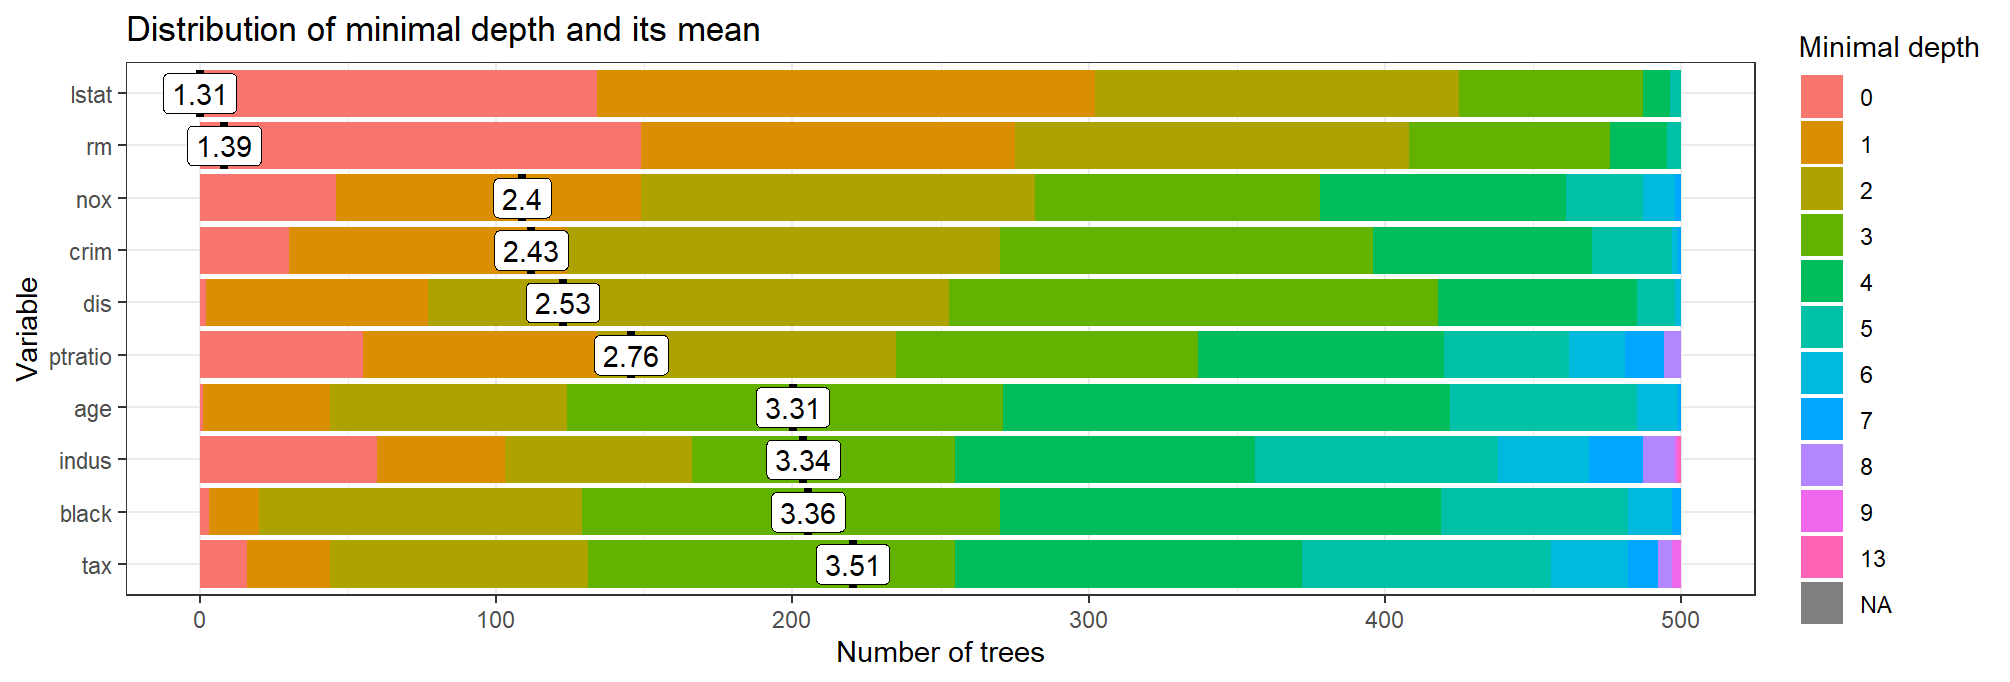 Distribution of minimal depth and its mean
Variable
lstat
1.31
rm
1.39
nox
2.4
crim
2.43
dis
2.53
ptratio
2.76
age
3.31
indus
3.34
black
3.36
tax
3.51
0 100 200 300 400 500
Number of trees
Minimal depth
0
1
2
3
4
5
6
7
8
9
13
NA